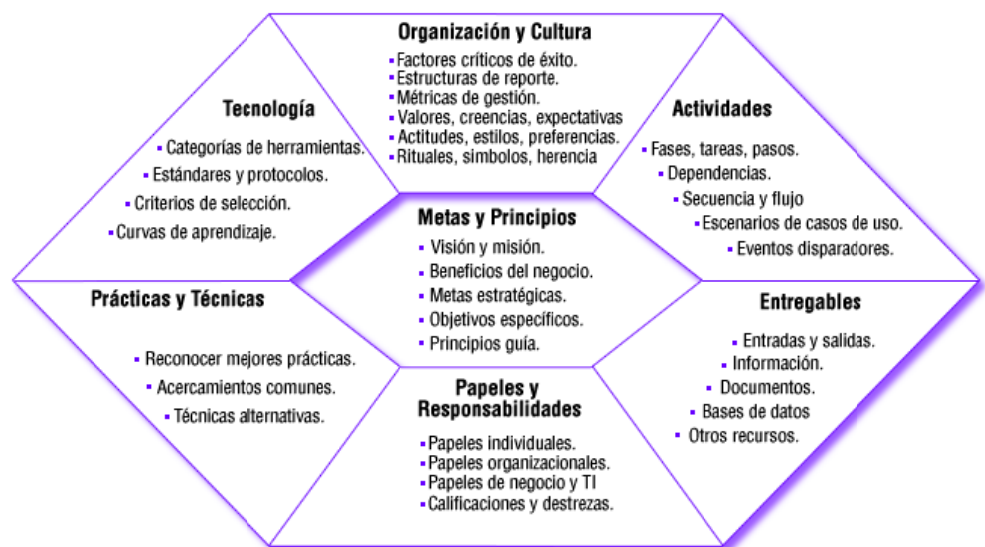 Organización y Cultura
▪ Factores críticos de éxito.
▪ Estructuras de reporte.
▪ Métricas de gestión.
▪ Valores, creencias, expectativas
▪ Actitudes, estilos, preferencias.
▪ Rituales, simbolos, herencia
Tecnología
▪ Categorías de herramientas.
▪ Estándares y protocolos.
▪ Criterios de selección.
▪ Curvas de aprendizaje.
Actividades
▪ Fases, tareas, pasos.
▪ Dependencias.
▪ Secuencia y flujo
▪ Escenarios de casos de uso.
▪ Eventos disparadores.
Metas y Principios
▪ Visión y misión.
▪ Beneficios del negocio.
▪ Metas estratégicas.
▪ Objetivos específicos.
▪ Principios guía.
Prácticas y Técnicas
▪ Reconocer mejores prácticas.
▪ Acercamientos comunes.
▪ Técnicas alternativas.
Entregables
▪ Entradas y salidas.
▪ Información.
▪ Documentos.
▪ Bases de datos
▪ Otros recursos.
Papeles y
Responsabilidades
▪ Papeles individuales.
▪ Papeles organizacionales.
▪ Papeles de negocio y TI
▪ Calificaciones y destrezas.